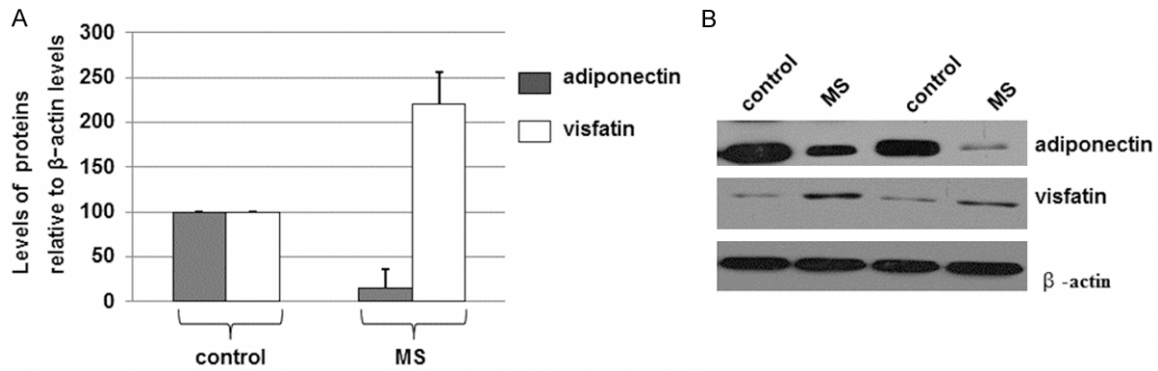 A
300
250
200
150
100
50
0
Levels of proteins
relative to β-actin levels
control
MS
adiponectin
visfatin
B
control
MS
control
MS
adiponectin
visfatin
β -actin